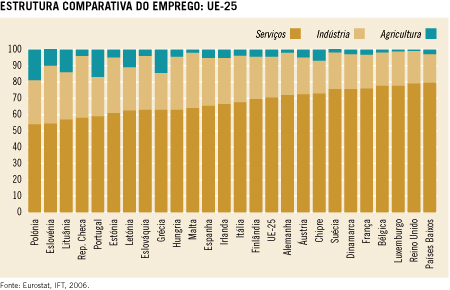 ESTRUTURA COMPARATIVA DO EMPREGO: UE-25
Serviços Indústria Agricultura
100
90
80
70
60
50
40
30
20
10
0
Polónia
Eslovénia
Lituânia
Rep. Checa
Portugal
Estónia
Letónia
Eslováquia
Grécia
Hungria
Malta
Espanha
Irlanda
Itália
Finlândia
UE-25
Alemanha
Áustria
Chipre
Suécia
Dinamarca
França
Bélgica
Luxemburgo
Reino Unido
Países Baixos
Fonte: Eurostat, IFT, 2006.